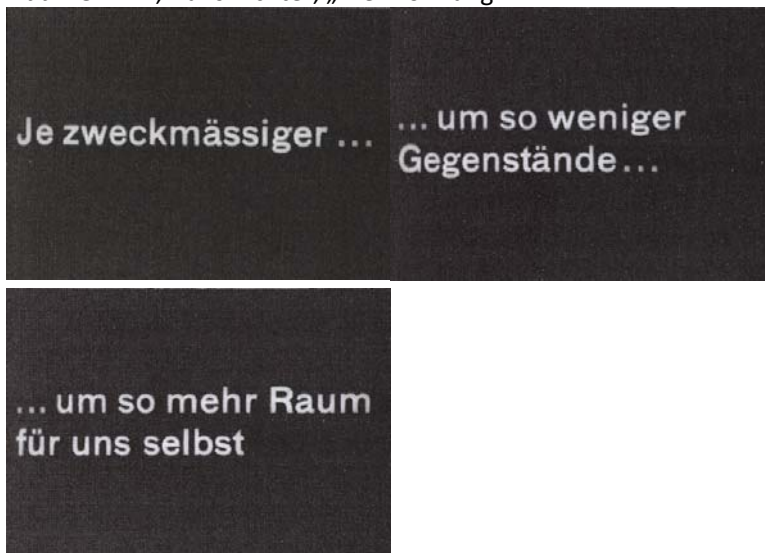 Je zweckmässiger ...
... um so weniger
Gegenstände...
... um so mehr Raum
für uns selbst